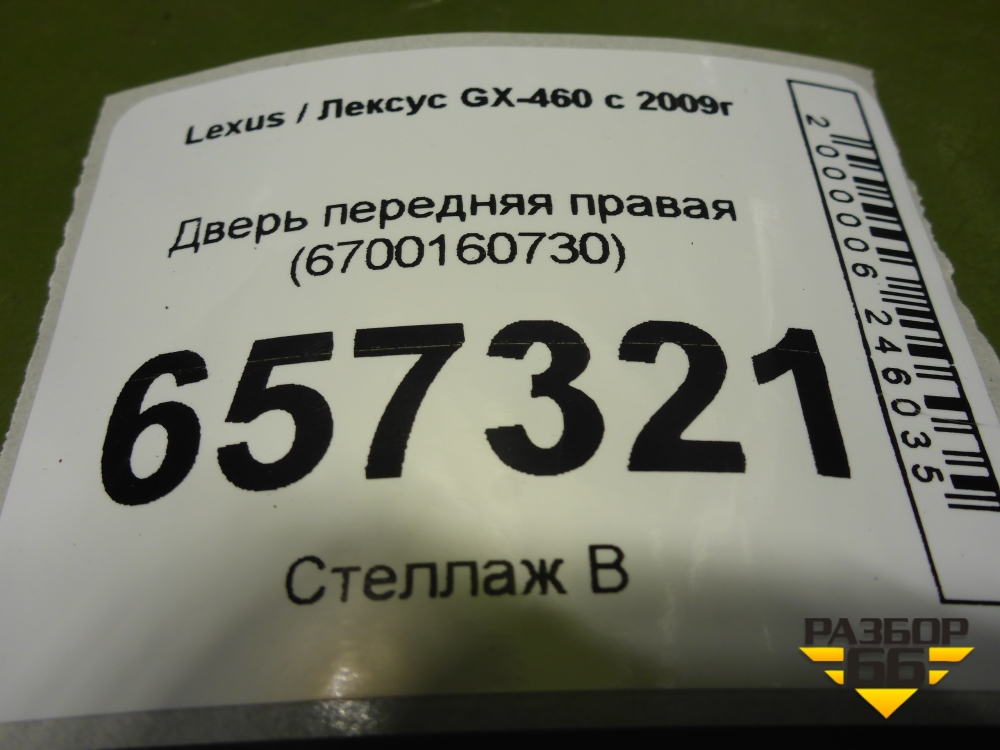 Lexus / Лексус GX-460 с 2009г
Дверь передняя правая
(6700160730)
657321
Стеллаж В
2000006246035
РАЗБОР
66